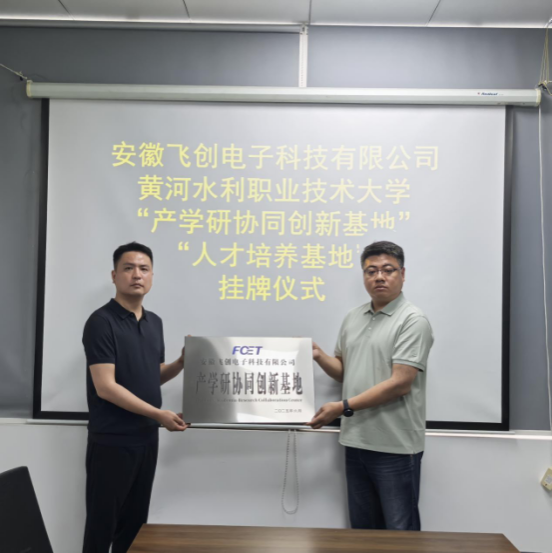 安徽飞创电子科技有限公司
黄河水利职业技术大学
“产学研协同创新基地”
“人才培养基地”
挂牌仪式
FCET
安徽飞创电子科技有限公司
产学研协同创新基地